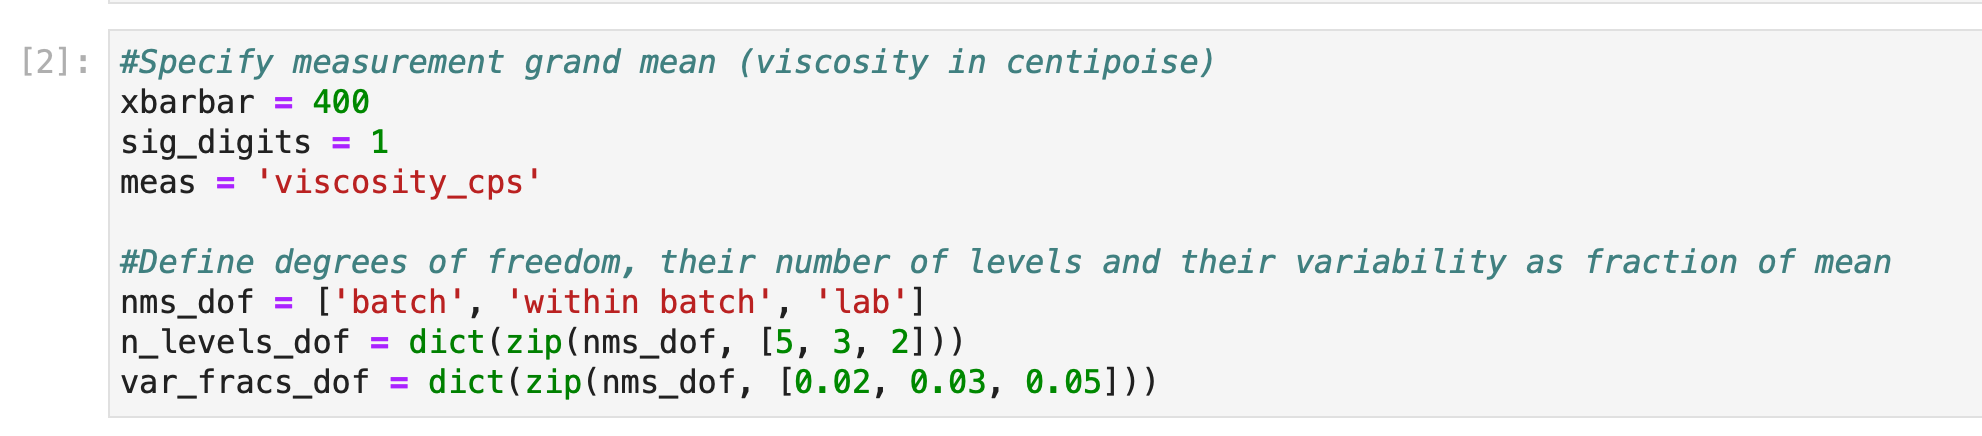 [2]:
#Specify measurement grand mean (viscosity in centipoise)
xbarbar = 400
sig_digits = 1
meas = 'viscosity_cps'
#Define degrees of freedom, their number of levels and their variability as fraction of mean
nms_dof = ['batch', 'within batch', 'lab']
n_levels_dof = dict(zip(nms_dof, [5, 3, 2]))
var_fracs_dof = dict(zip(nms_dof, [0.02, 0.03, 0.05]))